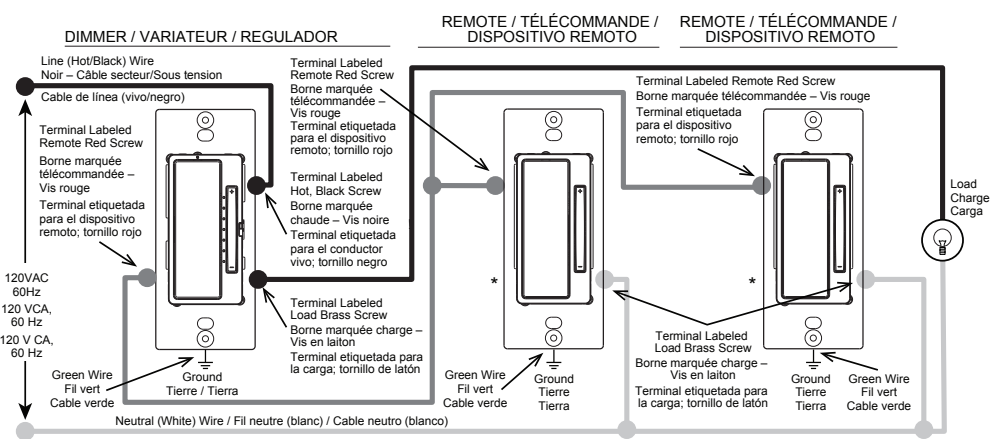 DIMMER / VARIATEUR / REGULADOR
REMOTE / TÉLÉCOMMANDE /
DISPOSITIVO REMOTO
REMOTE / TÉLÉCOMMANDE /
DISPOSITIVO REMOTO
Line (Hot/Black) Wire
Noir – Câble secteur/Sous tension
Cable de línea (vivo/negro)
Terminal Labeled
Remote Red Screw
Borne marquée
télécommandée –
Vis rouge
Terminal etiquetada
para el dispositivo
remoto; tornillo rojo
Terminal Labeled
Remote Red Screw
Borne marquée
télécommandée –
Vis rouge
Terminal etiquetada
para el dispositivo
remoto; tornillo rojo
Terminal Labeled
Hot, Black Screw
Borne marquée
chaude – Vis noire
Terminal etiquetada
para el conductor
vivo; tornillo negro
Terminal Labeled Remote Red Screw
Borne marquée télécommandée – Vis rouge
Terminal etiquetada
para el dispositivo
remoto; tornillo rojo
Load
Charge
Carga
120VAC
60Hz
120 VCA,
60 Hz
120 V CA,
60 Hz
+
–
+
–
+
–
*
*
Terminal Labeled
Load Brass Screw
Borne marquée charge –
Vis en laiton
Terminal etiquetada para
la carga; tornillo de latón
Terminal Labeled
Load Brass Screw
Borne marquée charge –
Vis en laiton
Terminal etiquetada para
la carga; tornillo de latón
Green Wire
Fil vert
Cable verde
Ground
Tierre / Tierra
Green Wire
Fil vert
Cable verde
Ground
Tierre
Tierra
Ground
Tierre
Tierra
Green Wire
Fil vert
Cable verde
Neutral (White) Wire / Fil neutre (blanc) / Cable neutro (blanco)